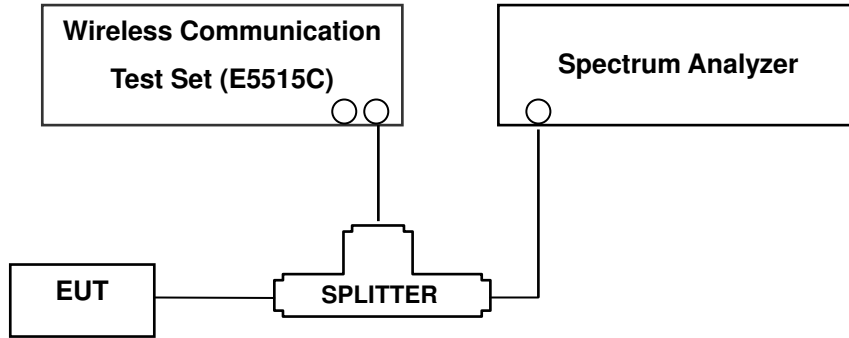 Wireless Communication
Test Set (E5515C)
Spectrum Analyzer
EUT
SPLITTER